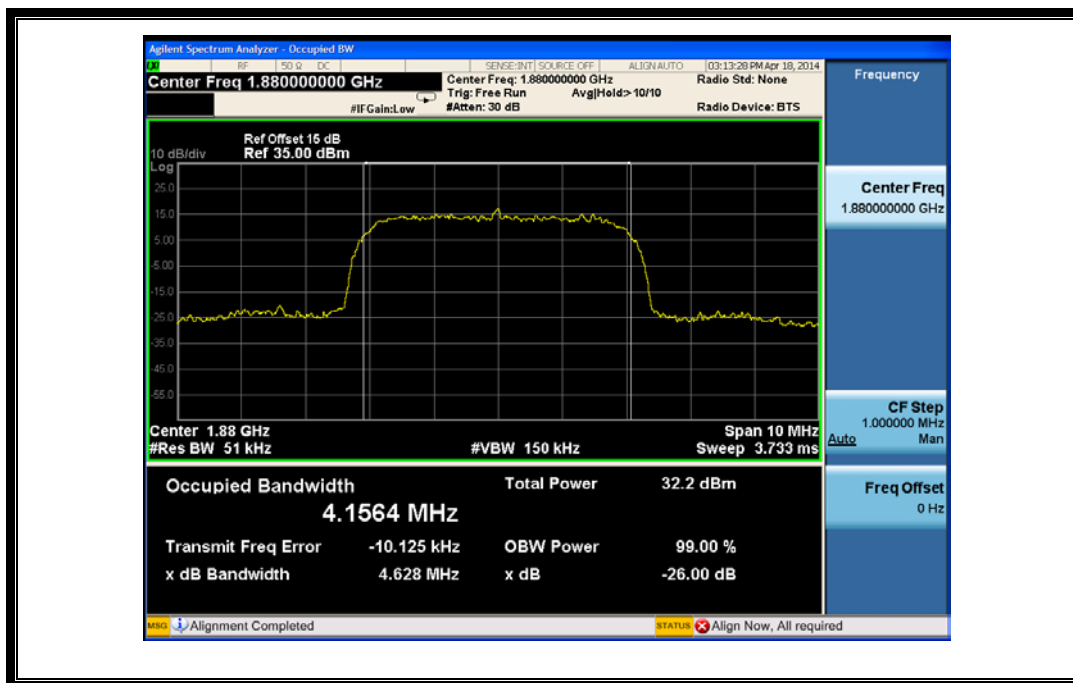 Agilent Spectrum Analyzer - Occupied BW
RF 50 Ω DC SENSE:INT SOURCE OFF ALIGN AUTO 03:13:28 PM Apr 18, 2014
Center Freq 1.880000000 GHz
Center Freq: 1.880000000 GHz
Radio Std: None
Trig: Free Run Avg|Hold:> 10/10
#IFGain:Low
#Atten: 30 dB
Radio Device: BTS
Frequency
Ref Offset 15 dB
10 dB/div Ref 35.00 dBm
Log
25.0
15.0
5.00
-5.00
-15.0
-25.0
-35.0
-45.0
-55.0
Center 1.88 GHz Span 10 MHz
#Res BW 51 kHz #VBW 150 kHz Sweep 3.733 ms
Center Freq
1.880000000 GHz
CF Step
1.000000 MHz
Auto Man
Freq Offset
0 Hz
Occupied Bandwidth Total Power 32.2 dBm
4.1564 MHz
Transmit Freq Error -10.125 kHz OBW Power 99.00 %
x dB Bandwidth 4.628 MHz x dB -26.00 dB
MSG Alignment Completed STATUS Align Now, All required